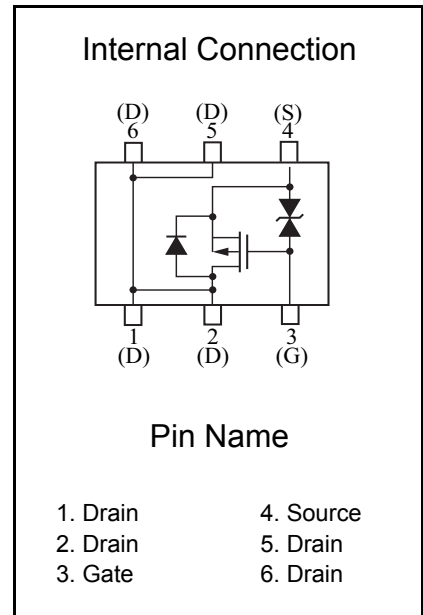 Internal Connection
(D) (D) (S)
6 5 4
1 2 3
(D) (D) (G)
Pin Name
1. Drain 4. Source
2. Drain 5. Drain
3. Gate 6. Drain